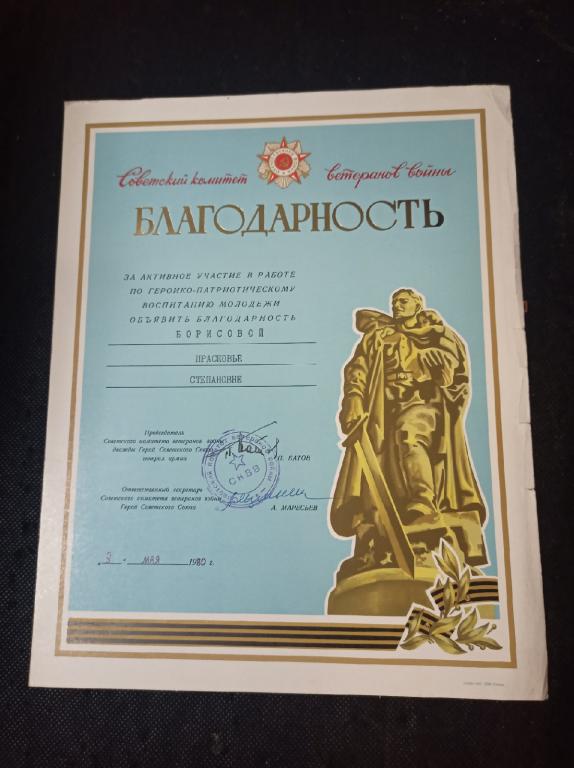 Советский комитет ветеранов войны
БЛАГОДАРНОСТЬ
ЗА АКТИВНОЕ УЧАСТИЕ В РАБОТЕ
ПО ГЕРОИКО-ПАТРИОТИЧЕСКОМУ
ВОСПИТАНИЮ МОЛОДЕЖИ
ОБЪЯВИТЬ БЛАГОДАРНОСТЬ
БОРИСОВОЙ
ПРАСКОВЬЕ
СТЕПАНОВНЕ
Председатель
Советского комитета ветеранов войны
дважды Герой Советского Союза
генерал армии П. БАТОВ
СКВВ
Ответственный секретарь
Советского комитета ветеранов войны
Герой Советского Союза А. МАРЕСЬЕВ
„9" МАЯ 1980 г.